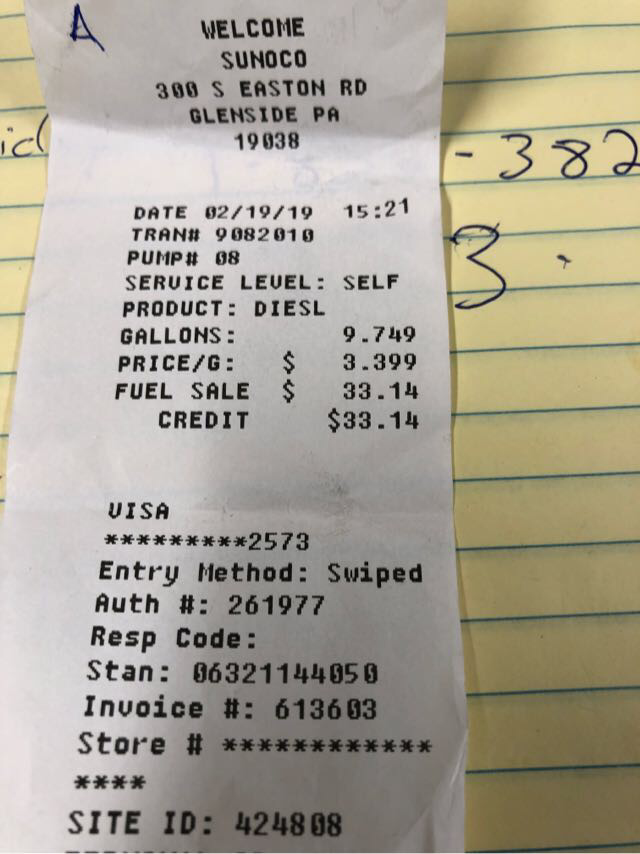 A
WELCOME
SUNOCO
300 S EASTON RD
GLENSIDE PA
19038
- 382
3
DATE 02/19/19 15:21
TRAN# 9082010
PUMP# 08
SERVICE LEVEL: SELF
PRODUCT: DIESL
GALLONS: 9.749
PRICE/G: $ 3.399
FUEL SALE $ 33.14
CREDIT $33.14
VISA
*********2573
Entry Method: Swiped
Auth #: 261977
Resp Code:
Stan: 06321144050
Invoice #: 613603
Store # ************
****
SITE ID: 424808